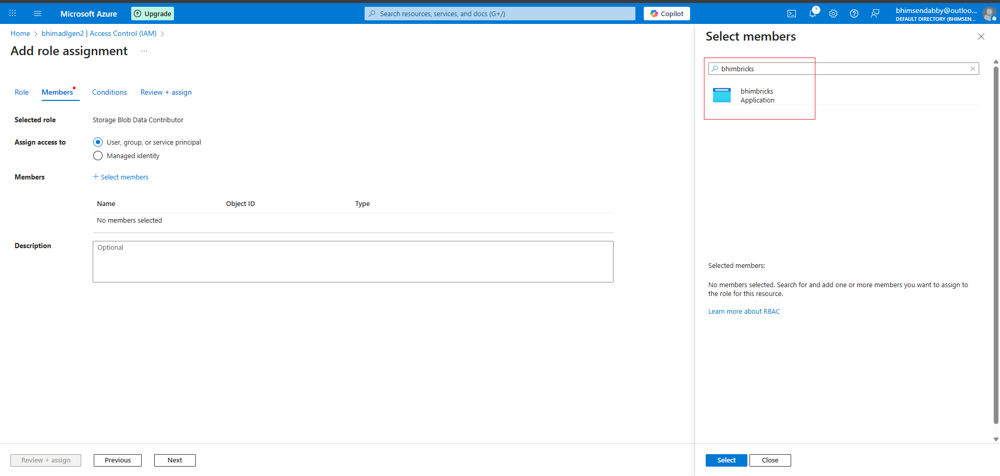 Microsoft Azure
Upgrade
Search resources, services, and docs (G+/)
Copilot
7
bhimsendabby@outloo...
DEFAULT DIRECTORY (BHIMSEN...
Home > bhimadlgen2 | Access Control (IAM) >
Add role assignment ...
Role Members Conditions Review + assign
Selected role Storage Blob Data Contributor
Assign access to User, group, or service principal
Managed identity
Members + Select members
Name Object ID Type
No members selected
Description Optional
Review + assign Previous Next
Select members
bhimbricks
bhimbricks
Application
Selected members:
No members selected. Search for and add one or more members you want to assign to
the role for this resource.
Learn more about RBAC
Select Close